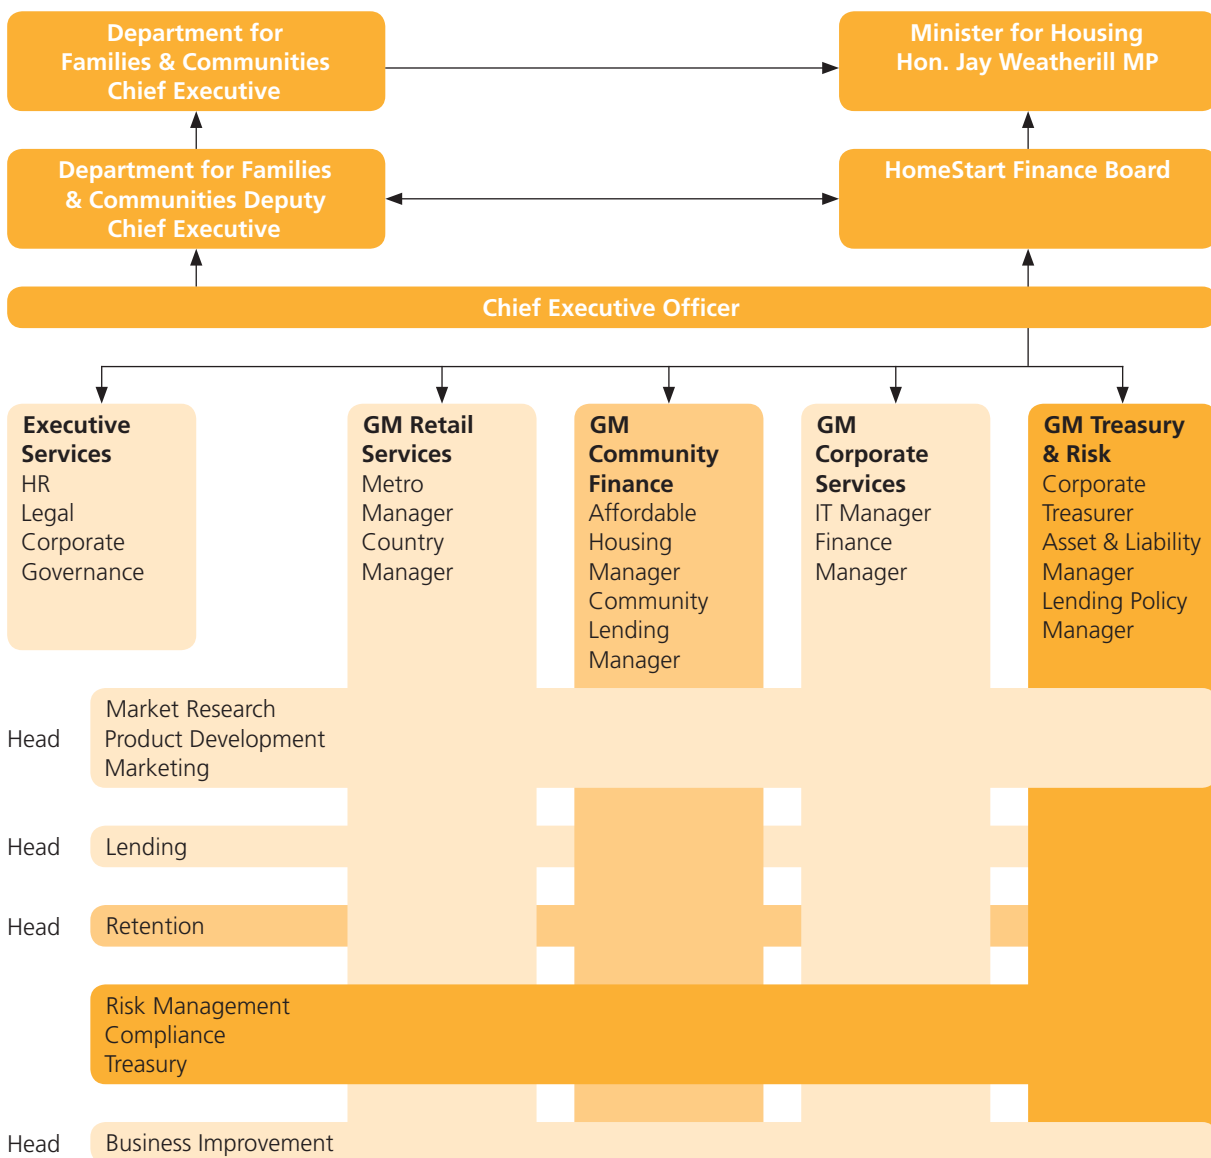 Department for
Families & Communities
Chief Executive
Minister for Housing
Hon. Jay Weatherill MP
Department for Families
& Communities Deputy
Chief Executive
HomeStart Finance Board
Chief Executive Officer
Executive
Services
HR
Legal
Corporate
Governance
GM Retail
Services
Metro
Manager
Country
Manager
GM
Community
Finance
Affordable
Housing
Manager
Community
Lending
Manager
GM
Corporate
Services
IT Manager
Finance
Manager
GM Treasury
& Risk
Corporate
Treasurer
Asset & Liability
Manager
Lending Policy
Manager
Head
Market Research
Product Development
Marketing
Head
Lending
Head
Retention
Risk Management
Compliance
Treasury
Head
Business Improvement